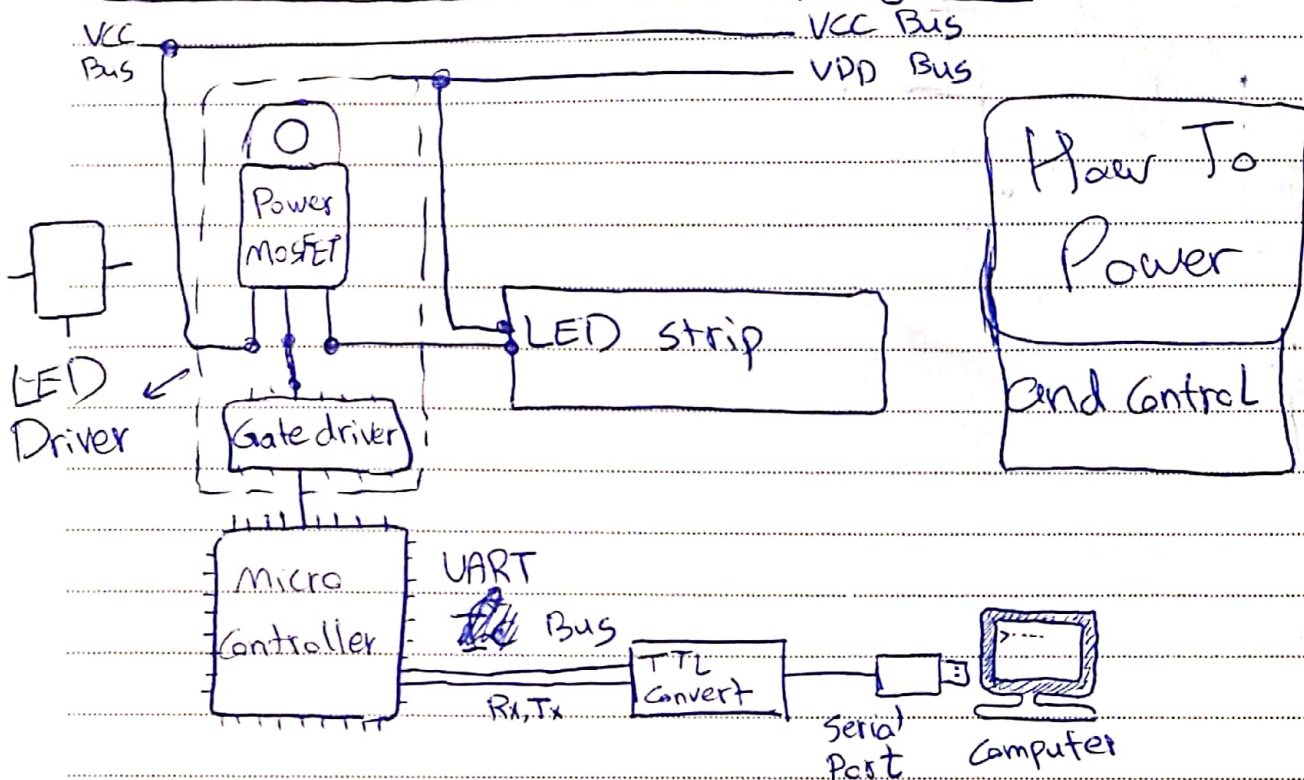 VCC Bus
VCC
Bus
VDD Bus
How To
Power
and Control
Power
MOSFET
LED strip
LED
Driver
Gate driver
Micro
Controller
UART
Bus
Rx, Tx
TTL
Convert
Serial
Port
Computer
>----